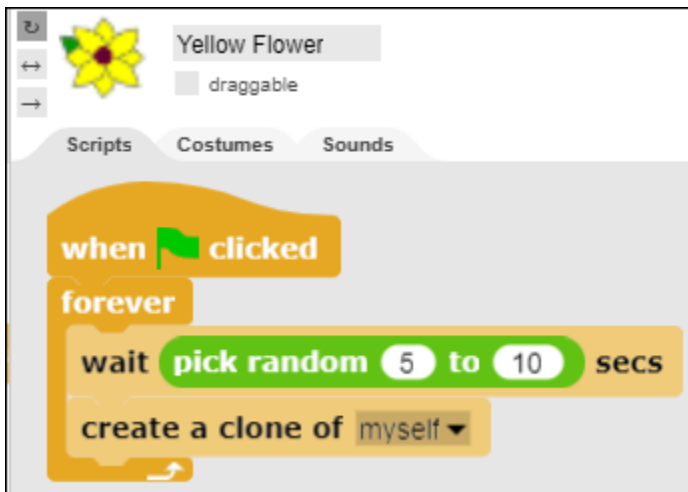 Yellow Flower
draggable
Scripts Costumes Sounds
when clicked
forever
wait pick random 5 to 10 secs
create a clone of myself